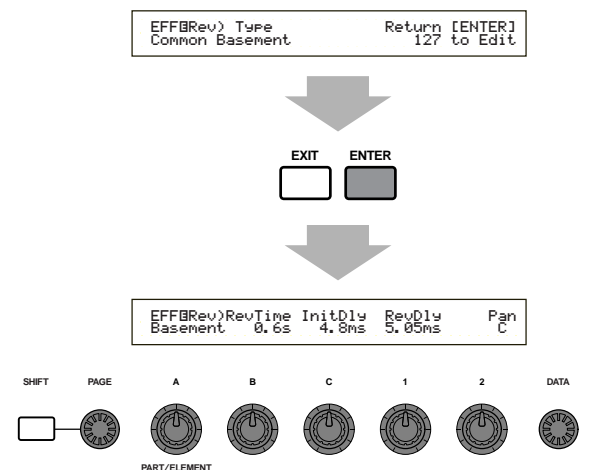 EFF◙Rev) Type Return [ENTER]
Common Basement 127 to Edit
EXIT ENTER
EFF◙Rev)RevTime InitDly RevDly Pan
Basement 0.6s 4.8ms 5.05ms C
SHIFT PAGE A B C 1 2 DATA
PART/ELEMENT